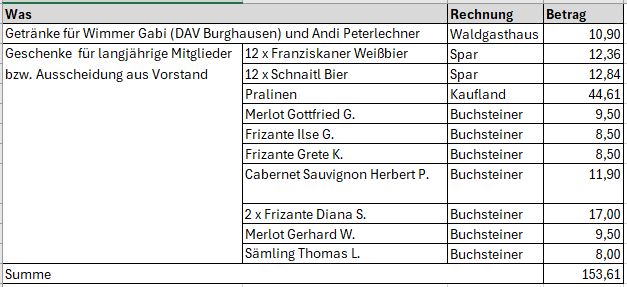 Was Rechnung Betrag
Getränke für Wimmer Gabi (DAV Burghausen) und Andi Peterlechner Waldgasthaus 10,90
Geschenke für langjährige Mitglieder 12 x Franziskaner Weißbier Spar 12,36
bzw. Ausscheidung aus Vorstand 12 x Schnaitl Bier Spar 12,84
Pralinen Kaufland 44,61
Merlot Gottfried G. Buchsteiner 9,50
Frizante Ilse G. Buchsteiner 8,50
Frizante Grete K. Buchsteiner 8,50
Cabernet Sauvignon Herbert P. Buchsteiner 11,90
2 x Frizante Diana S. Buchsteiner 17,00
Merlot Gerhard W. Buchsteiner 9,50
Sämling Thomas L. Buchsteiner 8,00
Summe 153,61